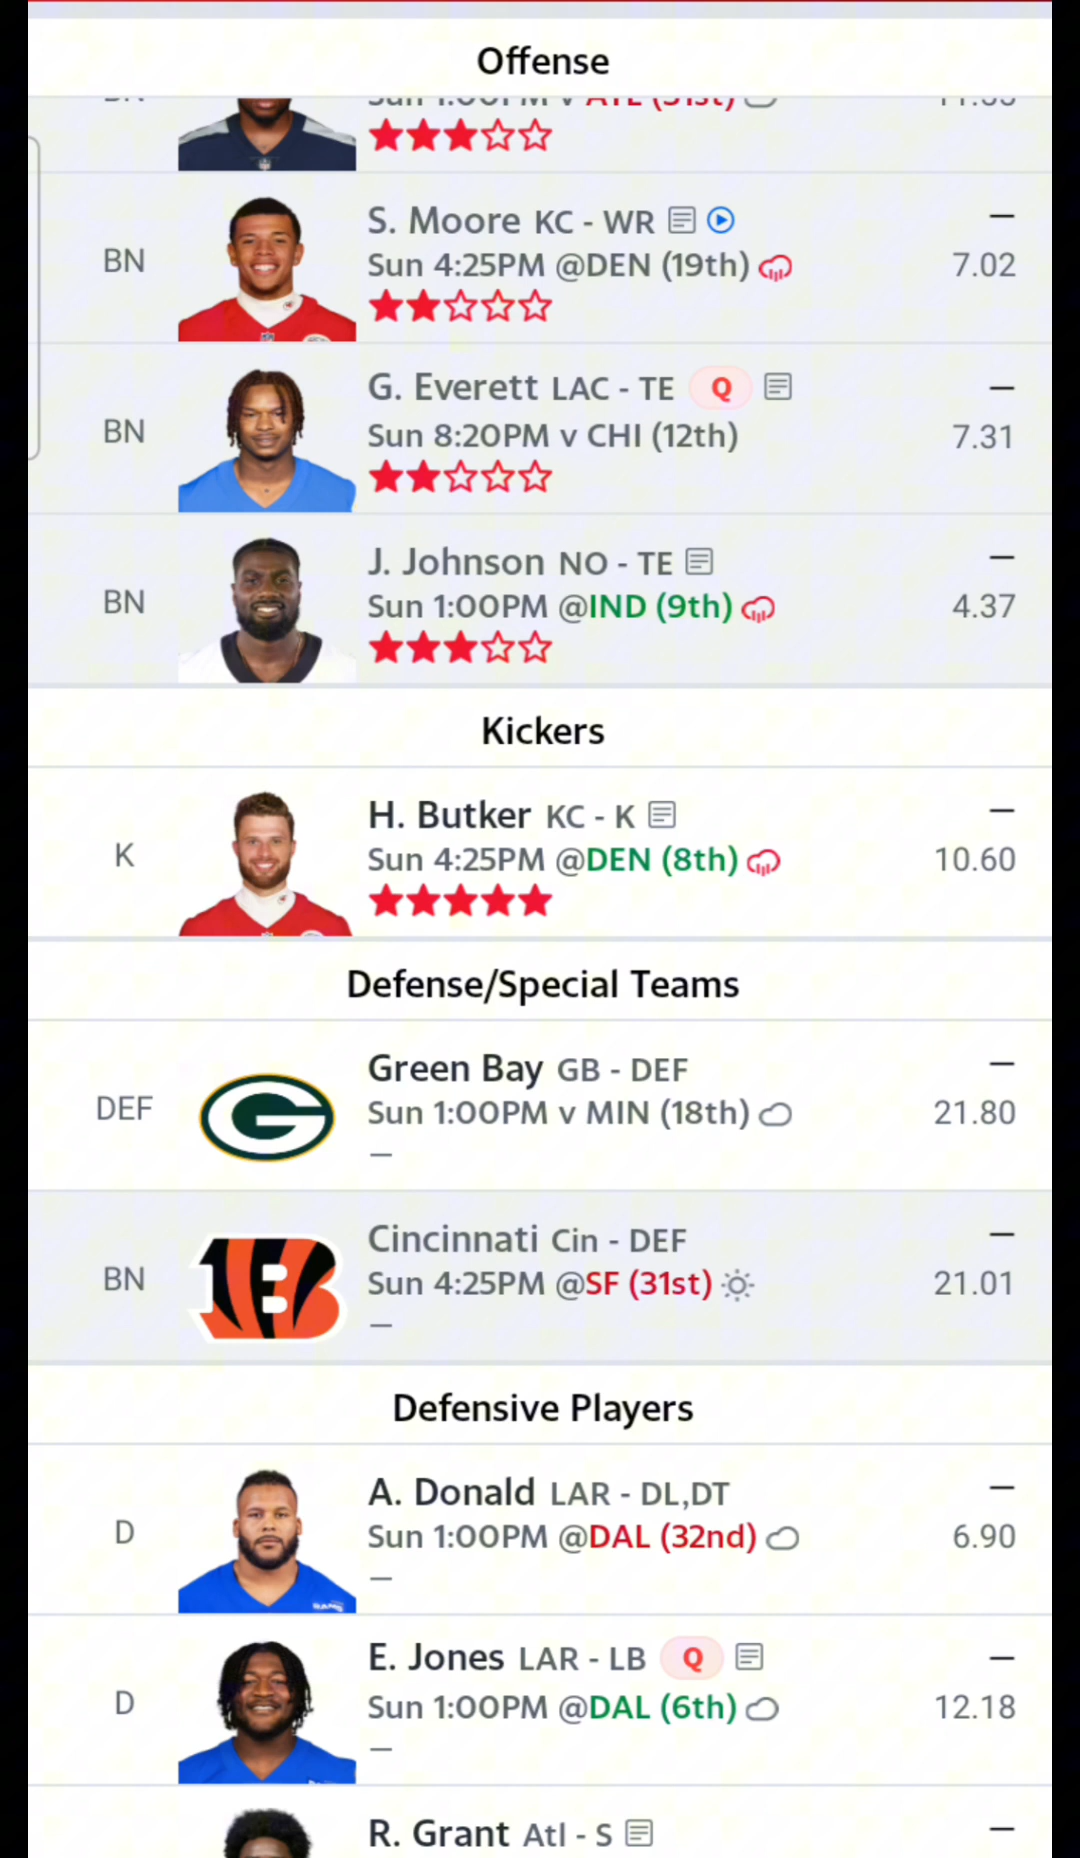 Offense
S. Moore KC - WR
BN
Sun 4:25PM @DEN (19th)
–
7.02
G. Everett LAC - TE Q
BN
Sun 8:20PM v CHI (12th)
–
7.31
J. Johnson NO - TE
BN
Sun 1:00PM @IND (9th)
–
4.37
Kickers
H. Butker KC - K
K
Sun 4:25PM @DEN (8th)
–
10.60
Defense/Special Teams
Green Bay GB - DEF
DEF
Sun 1:00PM v MIN (18th)
–
–
21.80
Cincinnati Cin - DEF
BN
Sun 4:25PM @SF (31st)
–
–
21.01
Defensive Players
A. Donald LAR - DL,DT
D
Sun 1:00PM @DAL (32nd)
–
–
6.90
E. Jones LAR - LB Q
D
Sun 1:00PM @DAL (6th)
–
–
12.18
R. Grant Atl - S
–